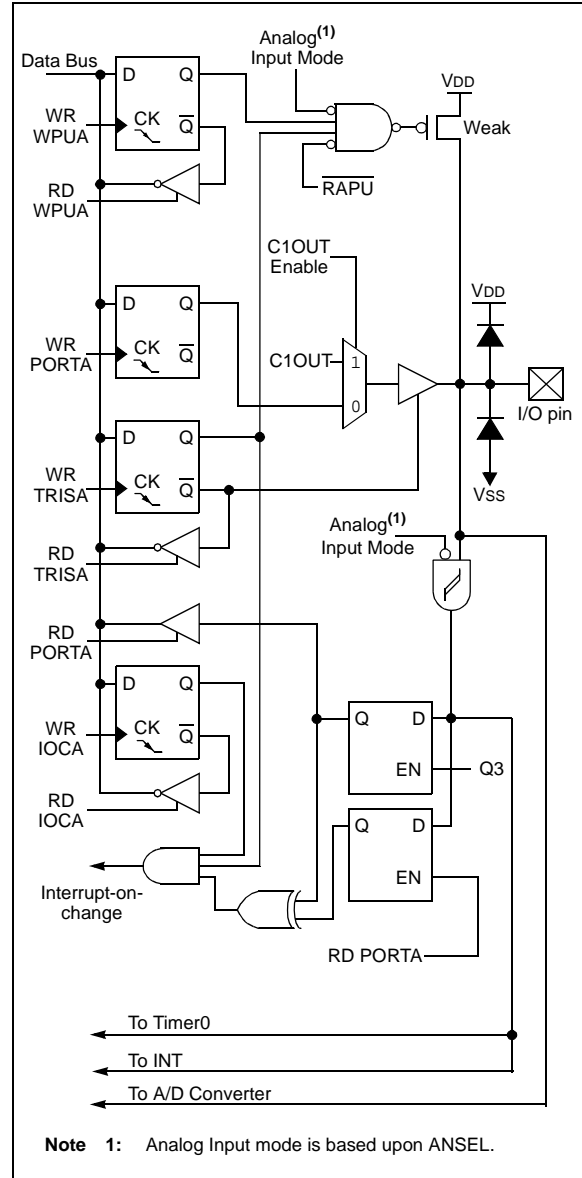 Analog(1)
Input Mode
Data Bus
D Q
VDD
WR
WPUA
CK Q
Weak
RD
WPUA
RAPU
C1OUT
Enable
D Q
VDD
C1OUT
1
WR
PORTA
CK Q
0
I/O pin
D Q
WR
TRISA
CK Q
VSS
Analog(1)
Input Mode
RD
TRISA
RD
PORTA
D Q
Q D
WR
IOCA
CK Q
EN
Q3
RD
IOCA
Q D
EN
Interrupt-on-
change
RD PORTA
To Timer0
To INT
To A/D Converter
Note 1: Analog Input mode is based upon ANSEL.